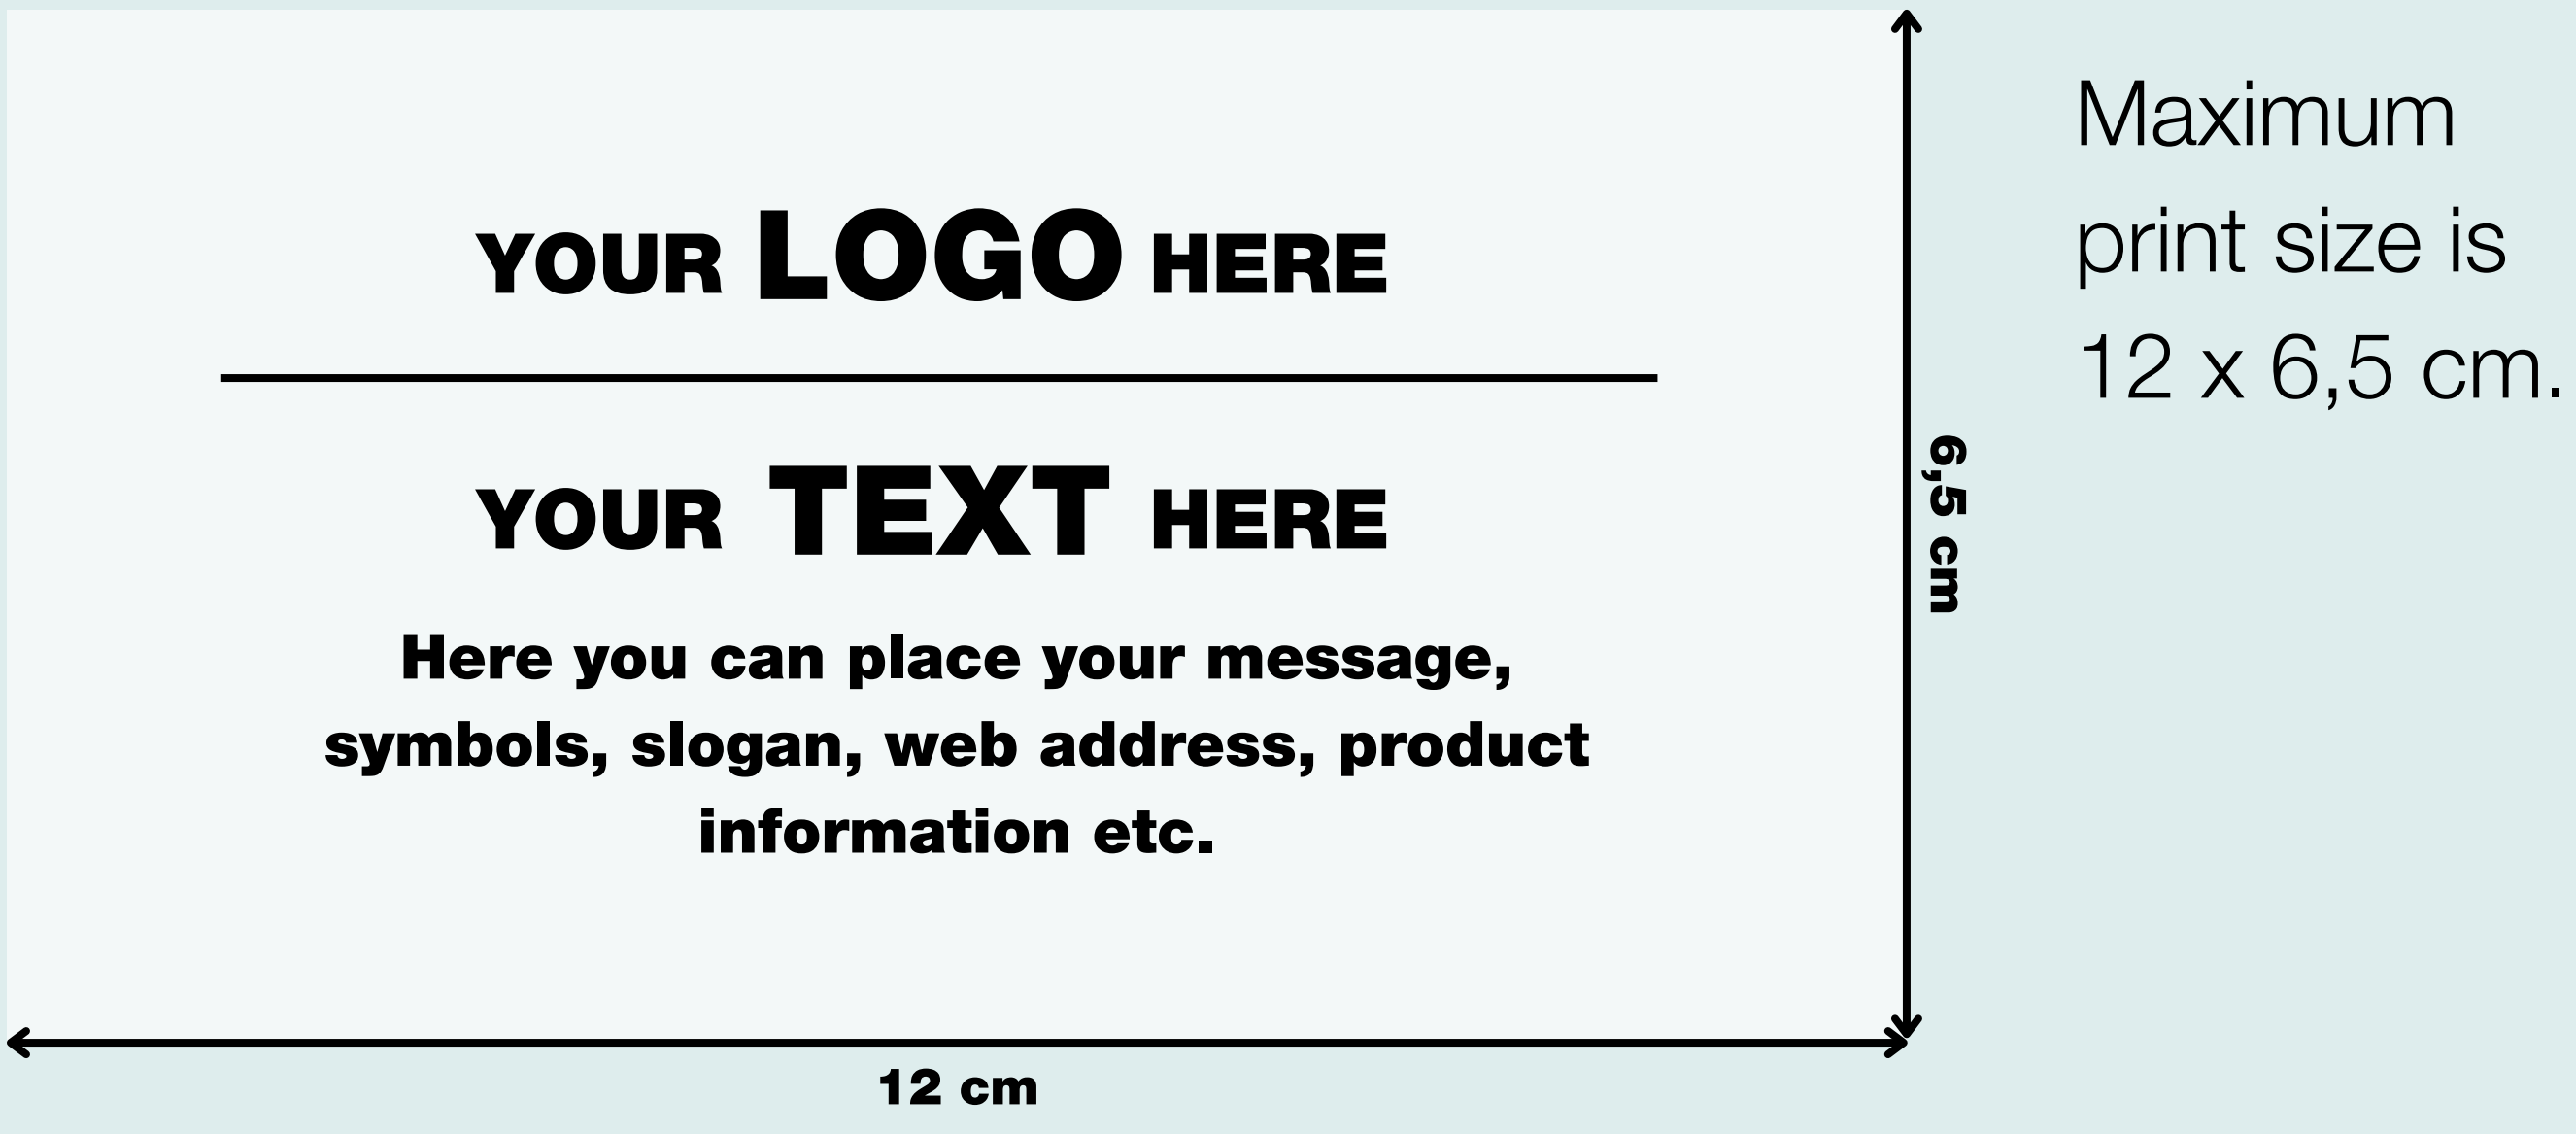 YOUR LOGO HERE
YOUR TEXT HERE
Here you can place your message,
symbols, slogan, web address, product
information etc.
12 cm
6,5 cm
Maximum
print size is
12 x 6,5 cm.